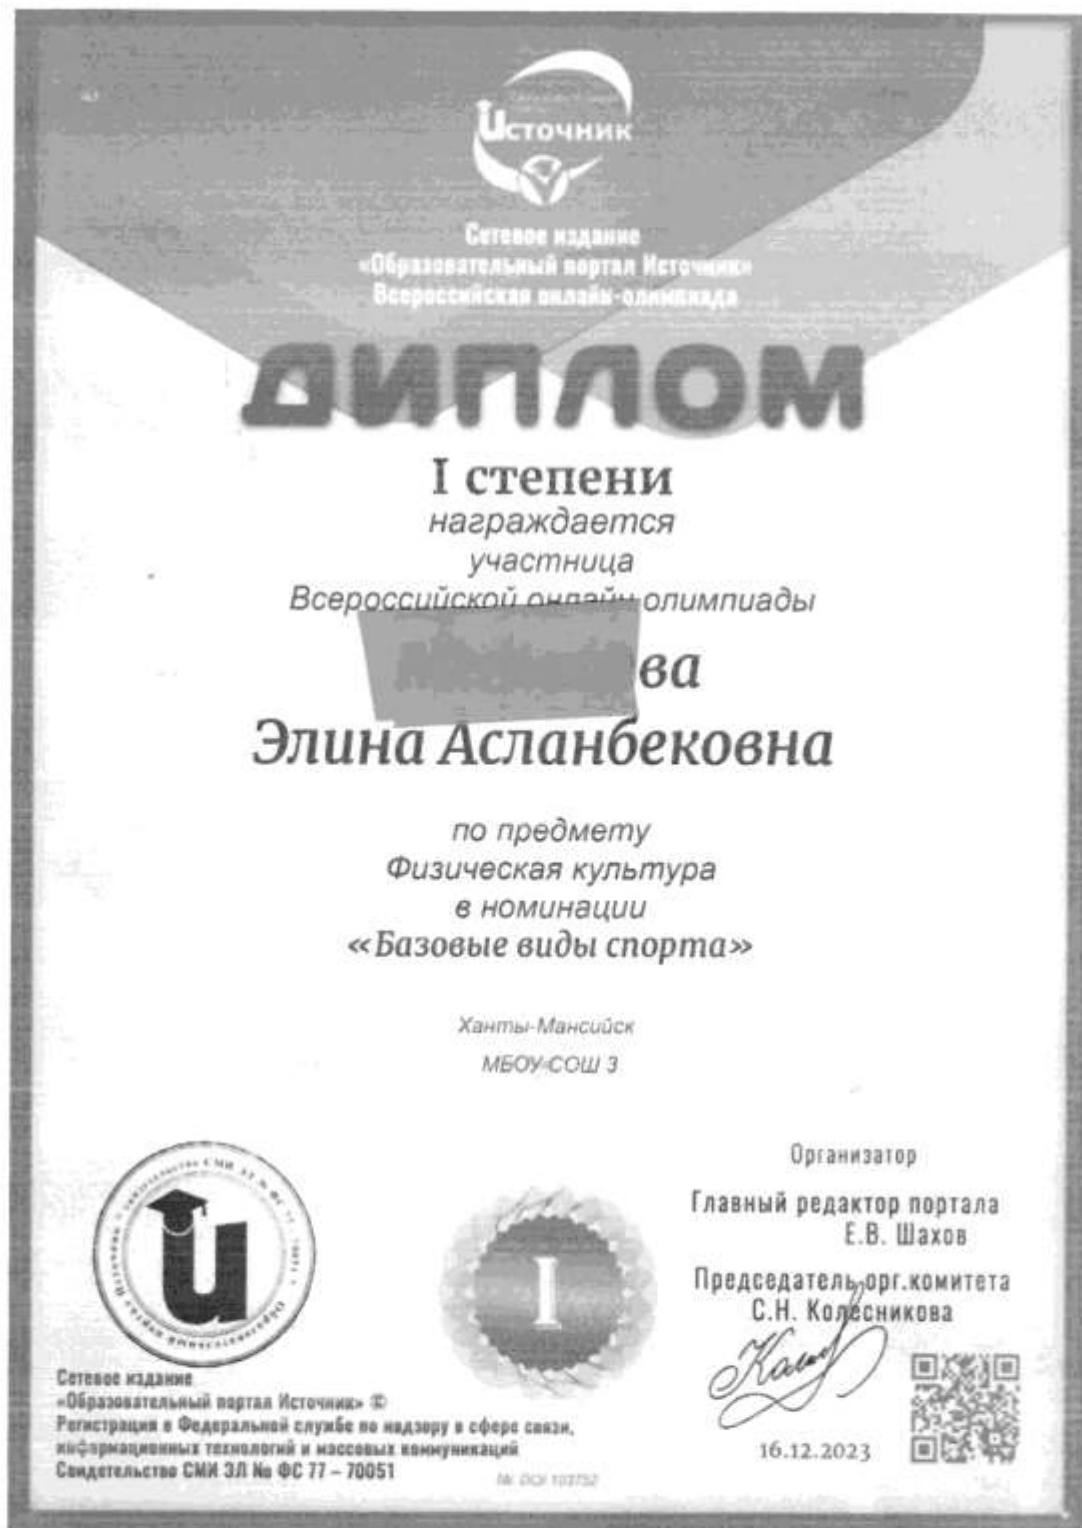 Источник
Сетевое издание
«Образовательный портал Источник»
Всероссийская онлайн-олимпиада
ДИПЛОМ
I степени
награждается
участница
Всероссийской онлайн олимпиады
ва
Элина Асланбековна
по предмету
Физическая культура
в номинации
«Базовые виды спорта»
Ханты-Мансийск
МБОУ СОШ 3
Организатор
Главный редактор портала
Е.В. Шахов
Председатель орг.комитета
С.Н. Колесникова
I
Сетевое издание
«Образовательный портал Источник» ©
Регистрация в Федеральной службе по надзору в сфере связи,
информационных технологий и массовых коммуникаций
Свидетельство СМИ ЭЛ № ФС 77 – 70051
16.12.2023